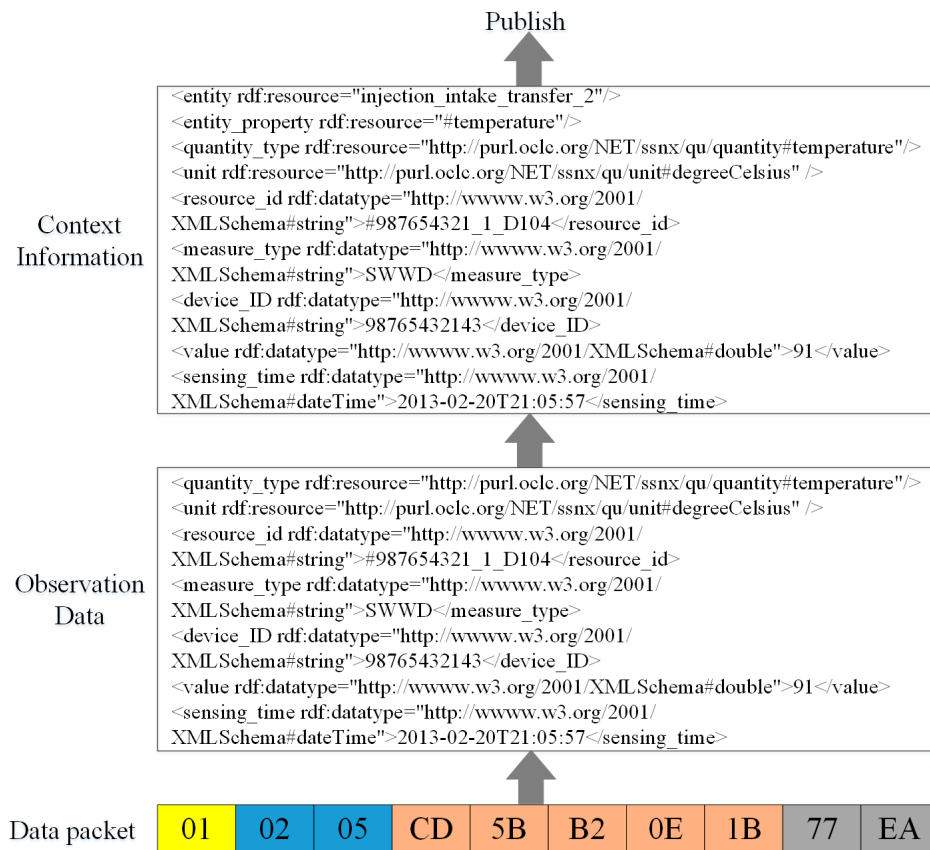 Publish
<entity rdf:resource="injection_intake_transfer_2"/>
<entity_property rdf:resource="#temperature"/>
<quantity_type rdf:resource="http://purl.oclc.org/NET/ssnx/qu/quantity#temperature"/>
<unit rdf:resource="http://purl.oclc.org/NET/ssnx/qu/unit#degreeCelsius" />
<resource_id rdf:datatype="http://wwww.w3.org/2001/
XMLSchema#string">#987654321_1_D104</resource_id>
<measure_type rdf:datatype="http://wwww.w3.org/2001/
XMLSchema#string">SWWD</measure_type>
<device_ID rdf:datatype="http://wwww.w3.org/2001/
XMLSchema#string">98765432143</device_ID>
<value rdf:datatype="http://wwww.w3.org/2001/XMLSchema#double">91</value>
<sensing_time rdf:datatype="http://wwww.w3.org/2001/
XMLSchema#dateTime">2013-02-20T21:05:57</sensing_time>
Context
Information
<quantity_type rdf:resource="http://purl.oclc.org/NET/ssnx/qu/quantity#temperature"/>
<unit rdf:resource="http://purl.oclc.org/NET/ssnx/qu/unit#degreeCelsius" />
<resource_id rdf:datatype="http://wwww.w3.org/2001/
XMLSchema#string">#987654321_1_D104</resource_id>
<measure_type rdf:datatype="http://wwww.w3.org/2001/
XMLSchema#string">SWWD</measure_type>
<device_ID rdf:datatype="http://wwww.w3.org/2001/
XMLSchema#string">98765432143</device_ID>
<value rdf:datatype="http://wwww.w3.org/2001/XMLSchema#double">91</value>
<sensing_time rdf:datatype="http://wwww.w3.org/2001/
XMLSchema#dateTime">2013-02-20T21:05:57</sensing_time>
Observation
Data
Data packet 01 02 05 CD 5B B2 0E 1B 77 EA